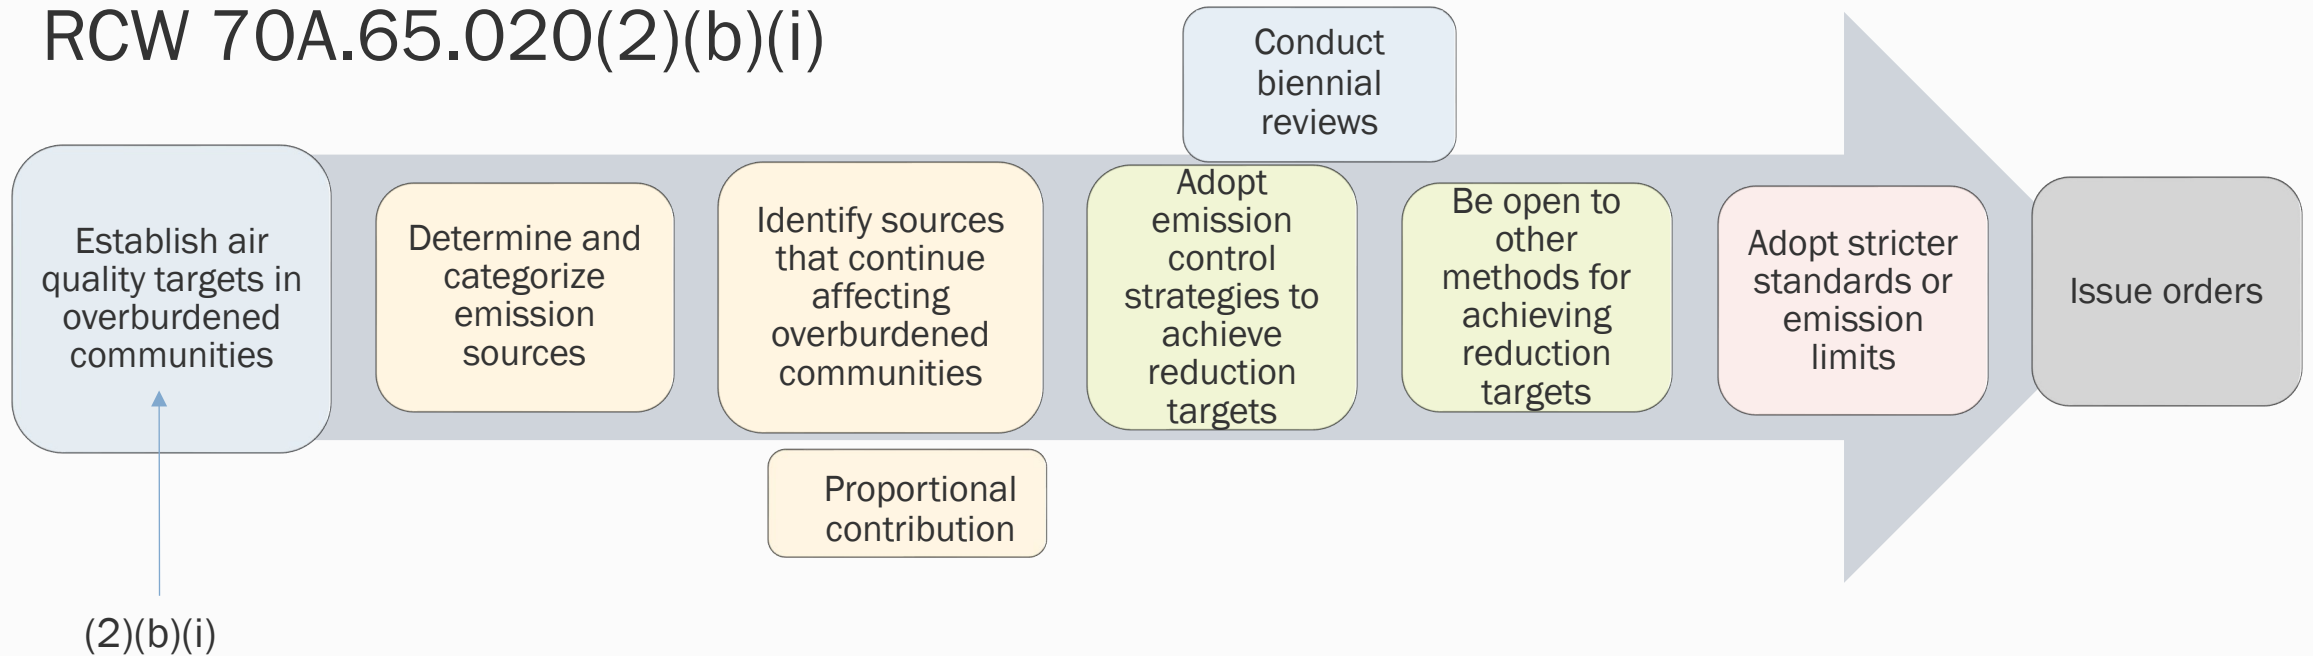 RCW 70A.65.020(2)(b)(i)
Conduct
biennial
reviews
Establish air
quality targets in
overburdened
communities
Determine and
categorize
emission
sources
Identify sources
that continue
affecting
overburdened
communities
Adopt
emission
control
strategies to
achieve
reduction
targets
Be open to
other
methods for
achieving
reduction
targets
Adopt stricter
standards or
emission
limits
Issue orders
Proportional
contribution
(2)(b)(i)